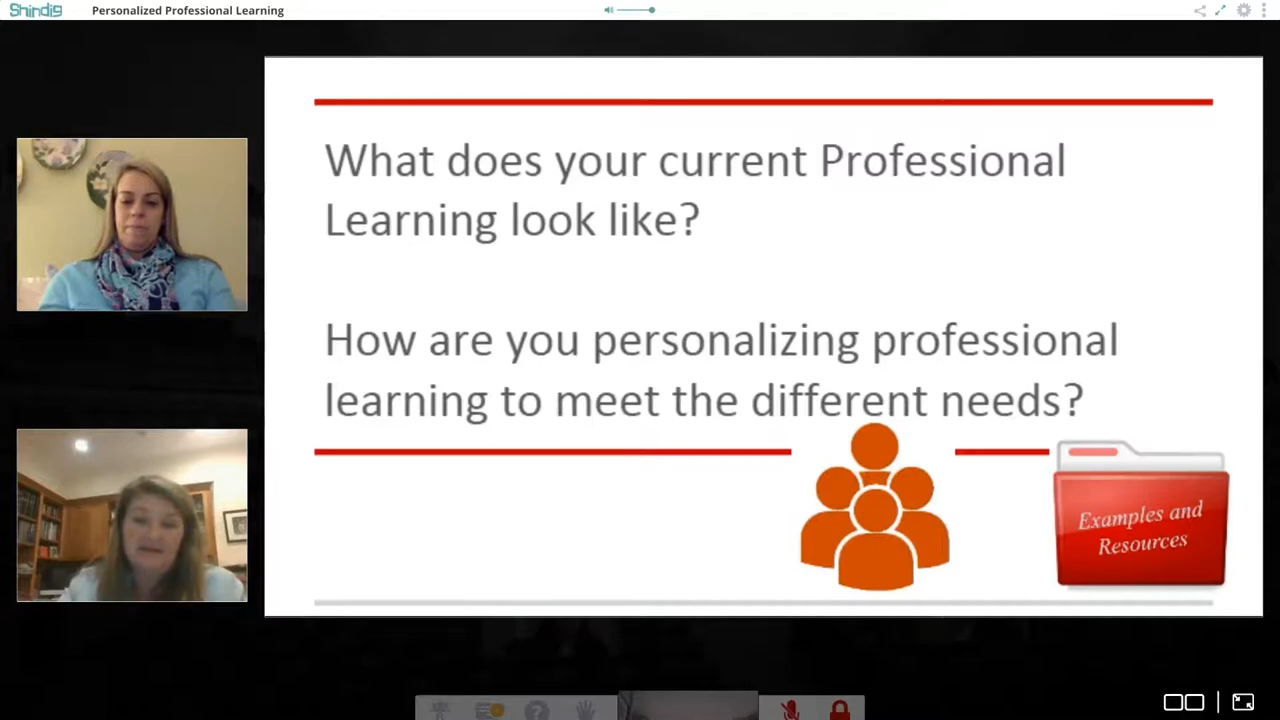 Shindig
Personalized Professional Learning
What does your current Professional
Learning look like?
How are you personalizing professional
learning to meet the different needs?
Examples and
Resources